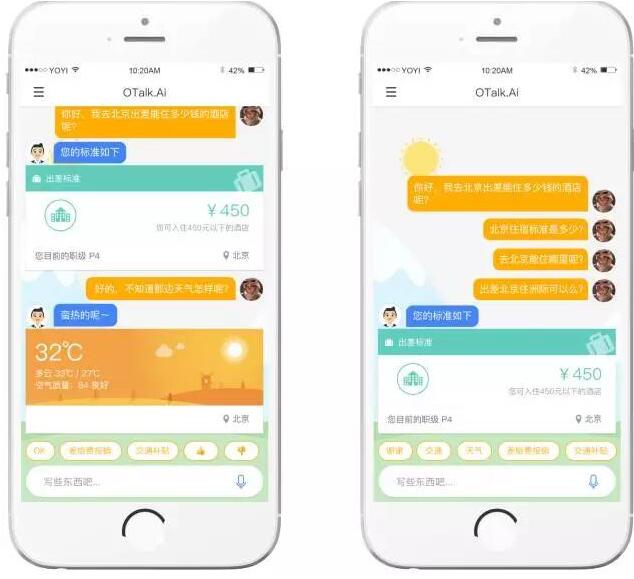 YOYI
10:20AM
42%
OTalk.Ai
你好，我去北京出差能住多少钱的酒店
呢？
您的标准如下
出差标准
￥450
您可入住450元以下的酒店
您目前的职级 P4
北京
好的，不知道那边天气怎样呢？
蛮热的呢～
32℃
多云 33℃ / 27℃
空气质量：84 良好
北京
OK
差旅费报销
交通补贴
写些东西吧...
YOYI
10:20AM
42%
OTalk.Ai
你好，我去北京出差能住多少钱的酒店
呢？
北京住宿标准是多少？
去北京能住哪里呢？
出差北京住洲际可以么？
您的标准如下
出差标准
￥450
您可入住450元以下的酒店
您目前的职级 P4
北京
谢谢
交通
天气
差旅费报销
交通补贴
写些东西吧...